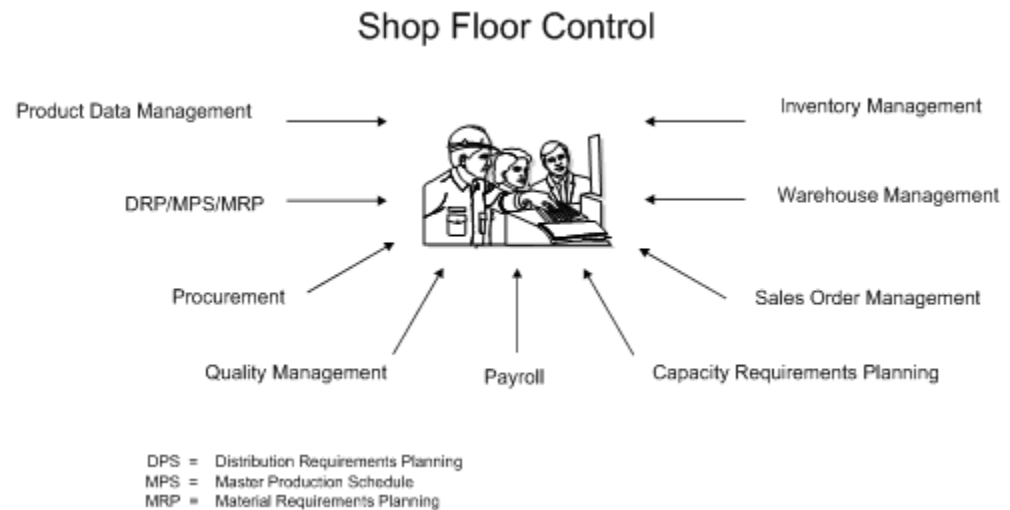 Shop Floor Control
Product Data Management
Inventory Management
DRP/MPS/MRP
Warehouse Management
Procurement
Sales Order Management
Quality Management
Payroll
Capacity Requirements Planning
DPS = Distribution Requirements Planning
MPS = Master Production Schedule
MRP = Material Requirements Planning